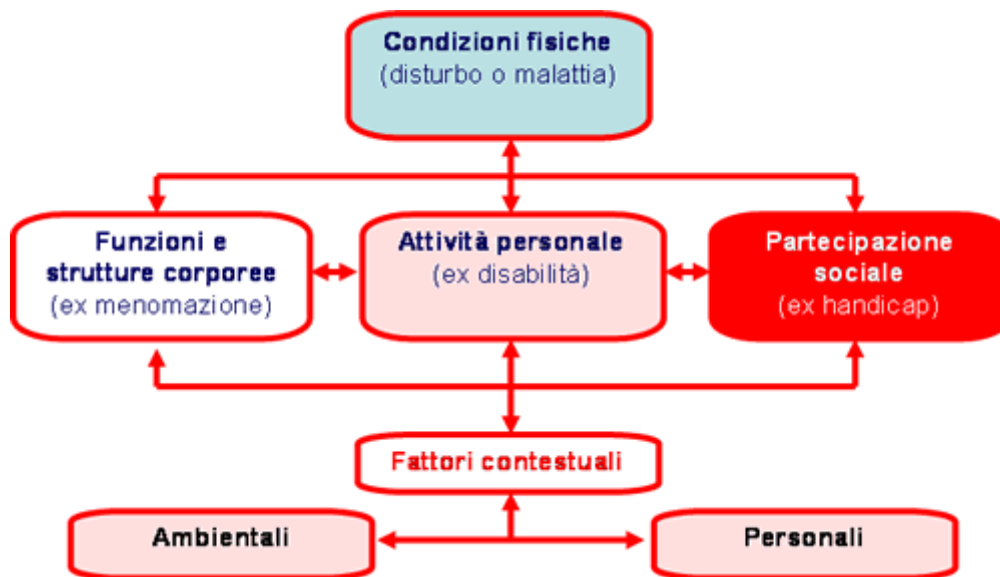 Condizioni fisiche
(disturbo o malattia)
Funzioni e
strutture corporee
(ex menomazione)
Attività personale
(ex disabilità)
Partecipazione
sociale
(ex handicap)
Fattori contestuali
Ambientali
Personali